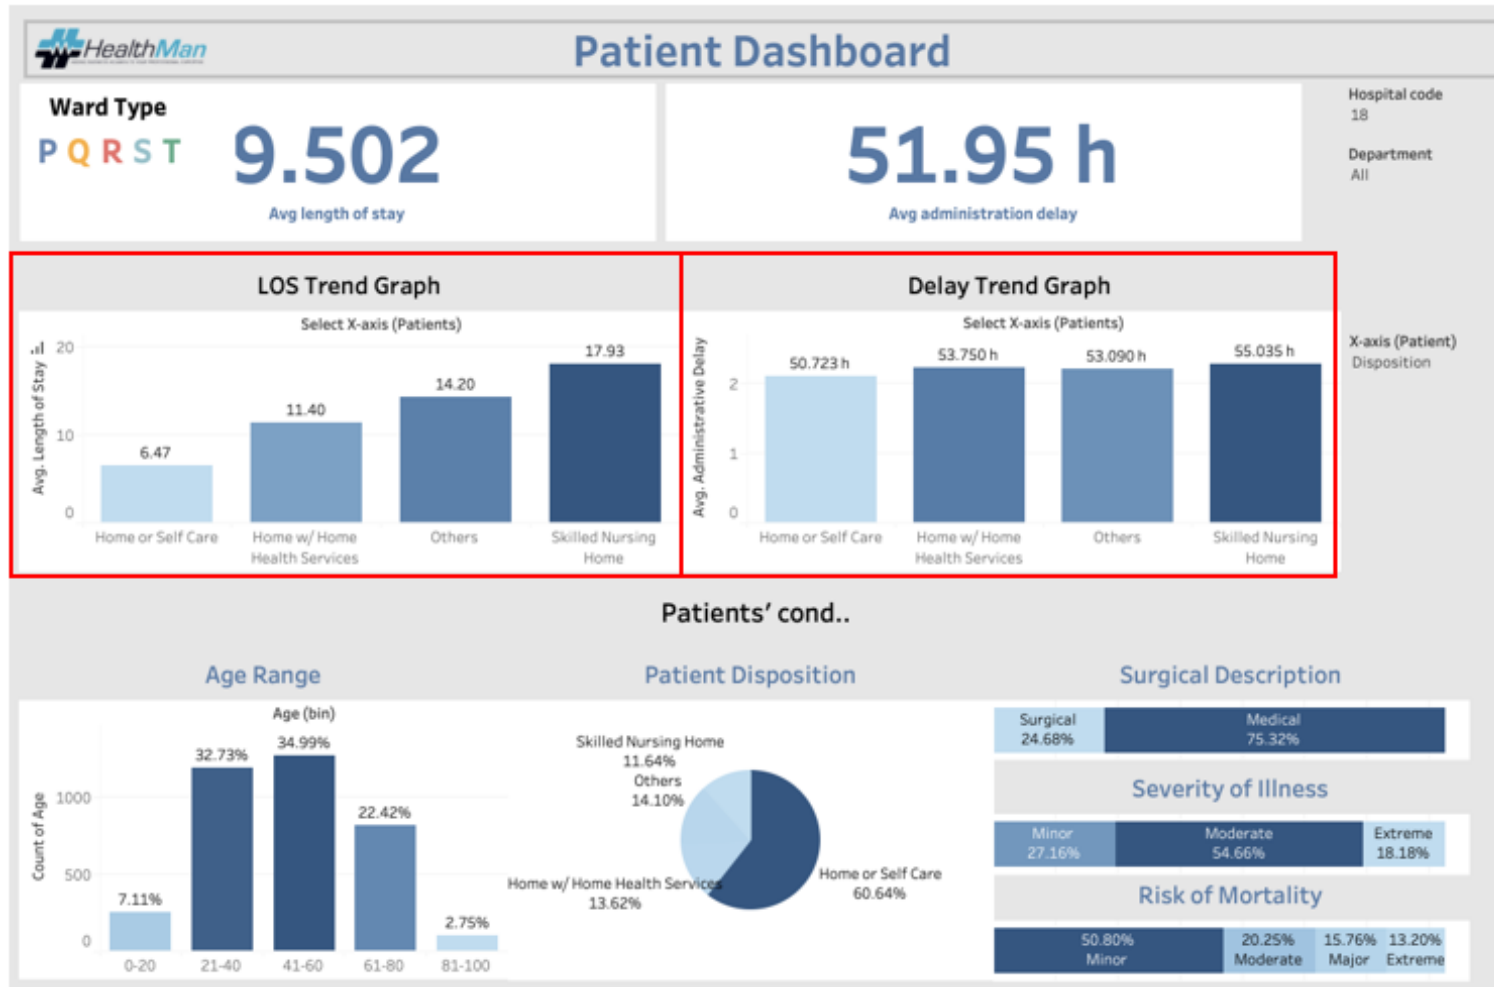 HealthMan
Patient Dashboard
Ward Type
P Q R S T
9.502
Avg length of stay
51.95 h
Avg administration delay
Hospital code
18
Department
All
LOS Trend Graph
Select X-axis (Patients)
Avg. Length of Stay
20
10
0
6.47
11.40
14.20
17.93
Home or Self Care
Home w/ Home
Health Services
Others
Skilled Nursing
Home
Delay Trend Graph
Select X-axis (Patients)
Avg. Administrative Delay
2
1
0
50.723 h
53.750 h
53.090 h
55.035 h
Home or Self Care
Home w/ Home
Health Services
Others
Skilled Nursing
Home
X-axis (Patient)
Disposition
Patients' cond..
Age Range
Age (bin)
Count of Age
1000
500
0
7.11%
32.73%
34.99%
22.42%
2.75%
0-20
21-40
41-60
61-80
81-100
Patient Disposition
Skilled Nursing Home
11.64%
Others
14.10%
Home w/ Home Health Services
13.62%
Home or Self Care
60.64%
Surgical Description
Surgical
24.68%
Medical
75.32%
Severity of Illness
Minor
27.16%
Moderate
54.66%
Extreme
18.18%
Risk of Mortality
50.80%
Minor
20.25%
Moderate
15.76%
Major
13.20%
Extreme